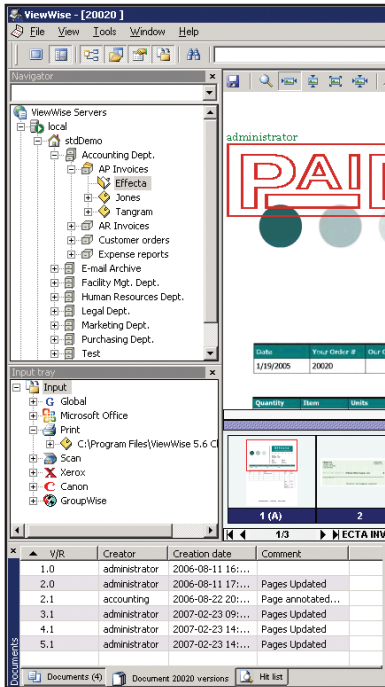 ViewWise - [20020 ]
File View Tools Window Help
Navigator
ViewWise Servers
local
stdDemo
Accounting Dept.
AP Invoices
Effecta
Jones
Tangram
AR Invoices
Customer orders
Expense reports
E-mail Archive
Facility Mgt. Dept.
Human Resources Dept.
Legal Dept.
Marketing Dept.
Purchasing Dept.
Test
Input tray
Input
Global
Microsoft Office
Print
C:\Program Files\ViewWise 5.6 Cl
Scan
Xerox
Canon
GroupWise
administrator
PAI
Date Your Order # Our
1/19/2005 20020
Quantity Item Units
1 (A) 2
1/3 ECTA INV
V/R Creator Creation date Comment
1.0 administrator 2006-08-11 16:...
2.0 administrator 2006-08-11 17:... Pages Updated
2.1 accounting 2006-08-22 20:... Page annotated...
3.1 administrator 2007-02-23 09:... Pages Updated
4.1 administrator 2007-02-23 14:... Pages Updated
5.1 administrator 2007-02-23 14:... Pages Updated
Documents
Documents (4) Document 20020 versions Hit list